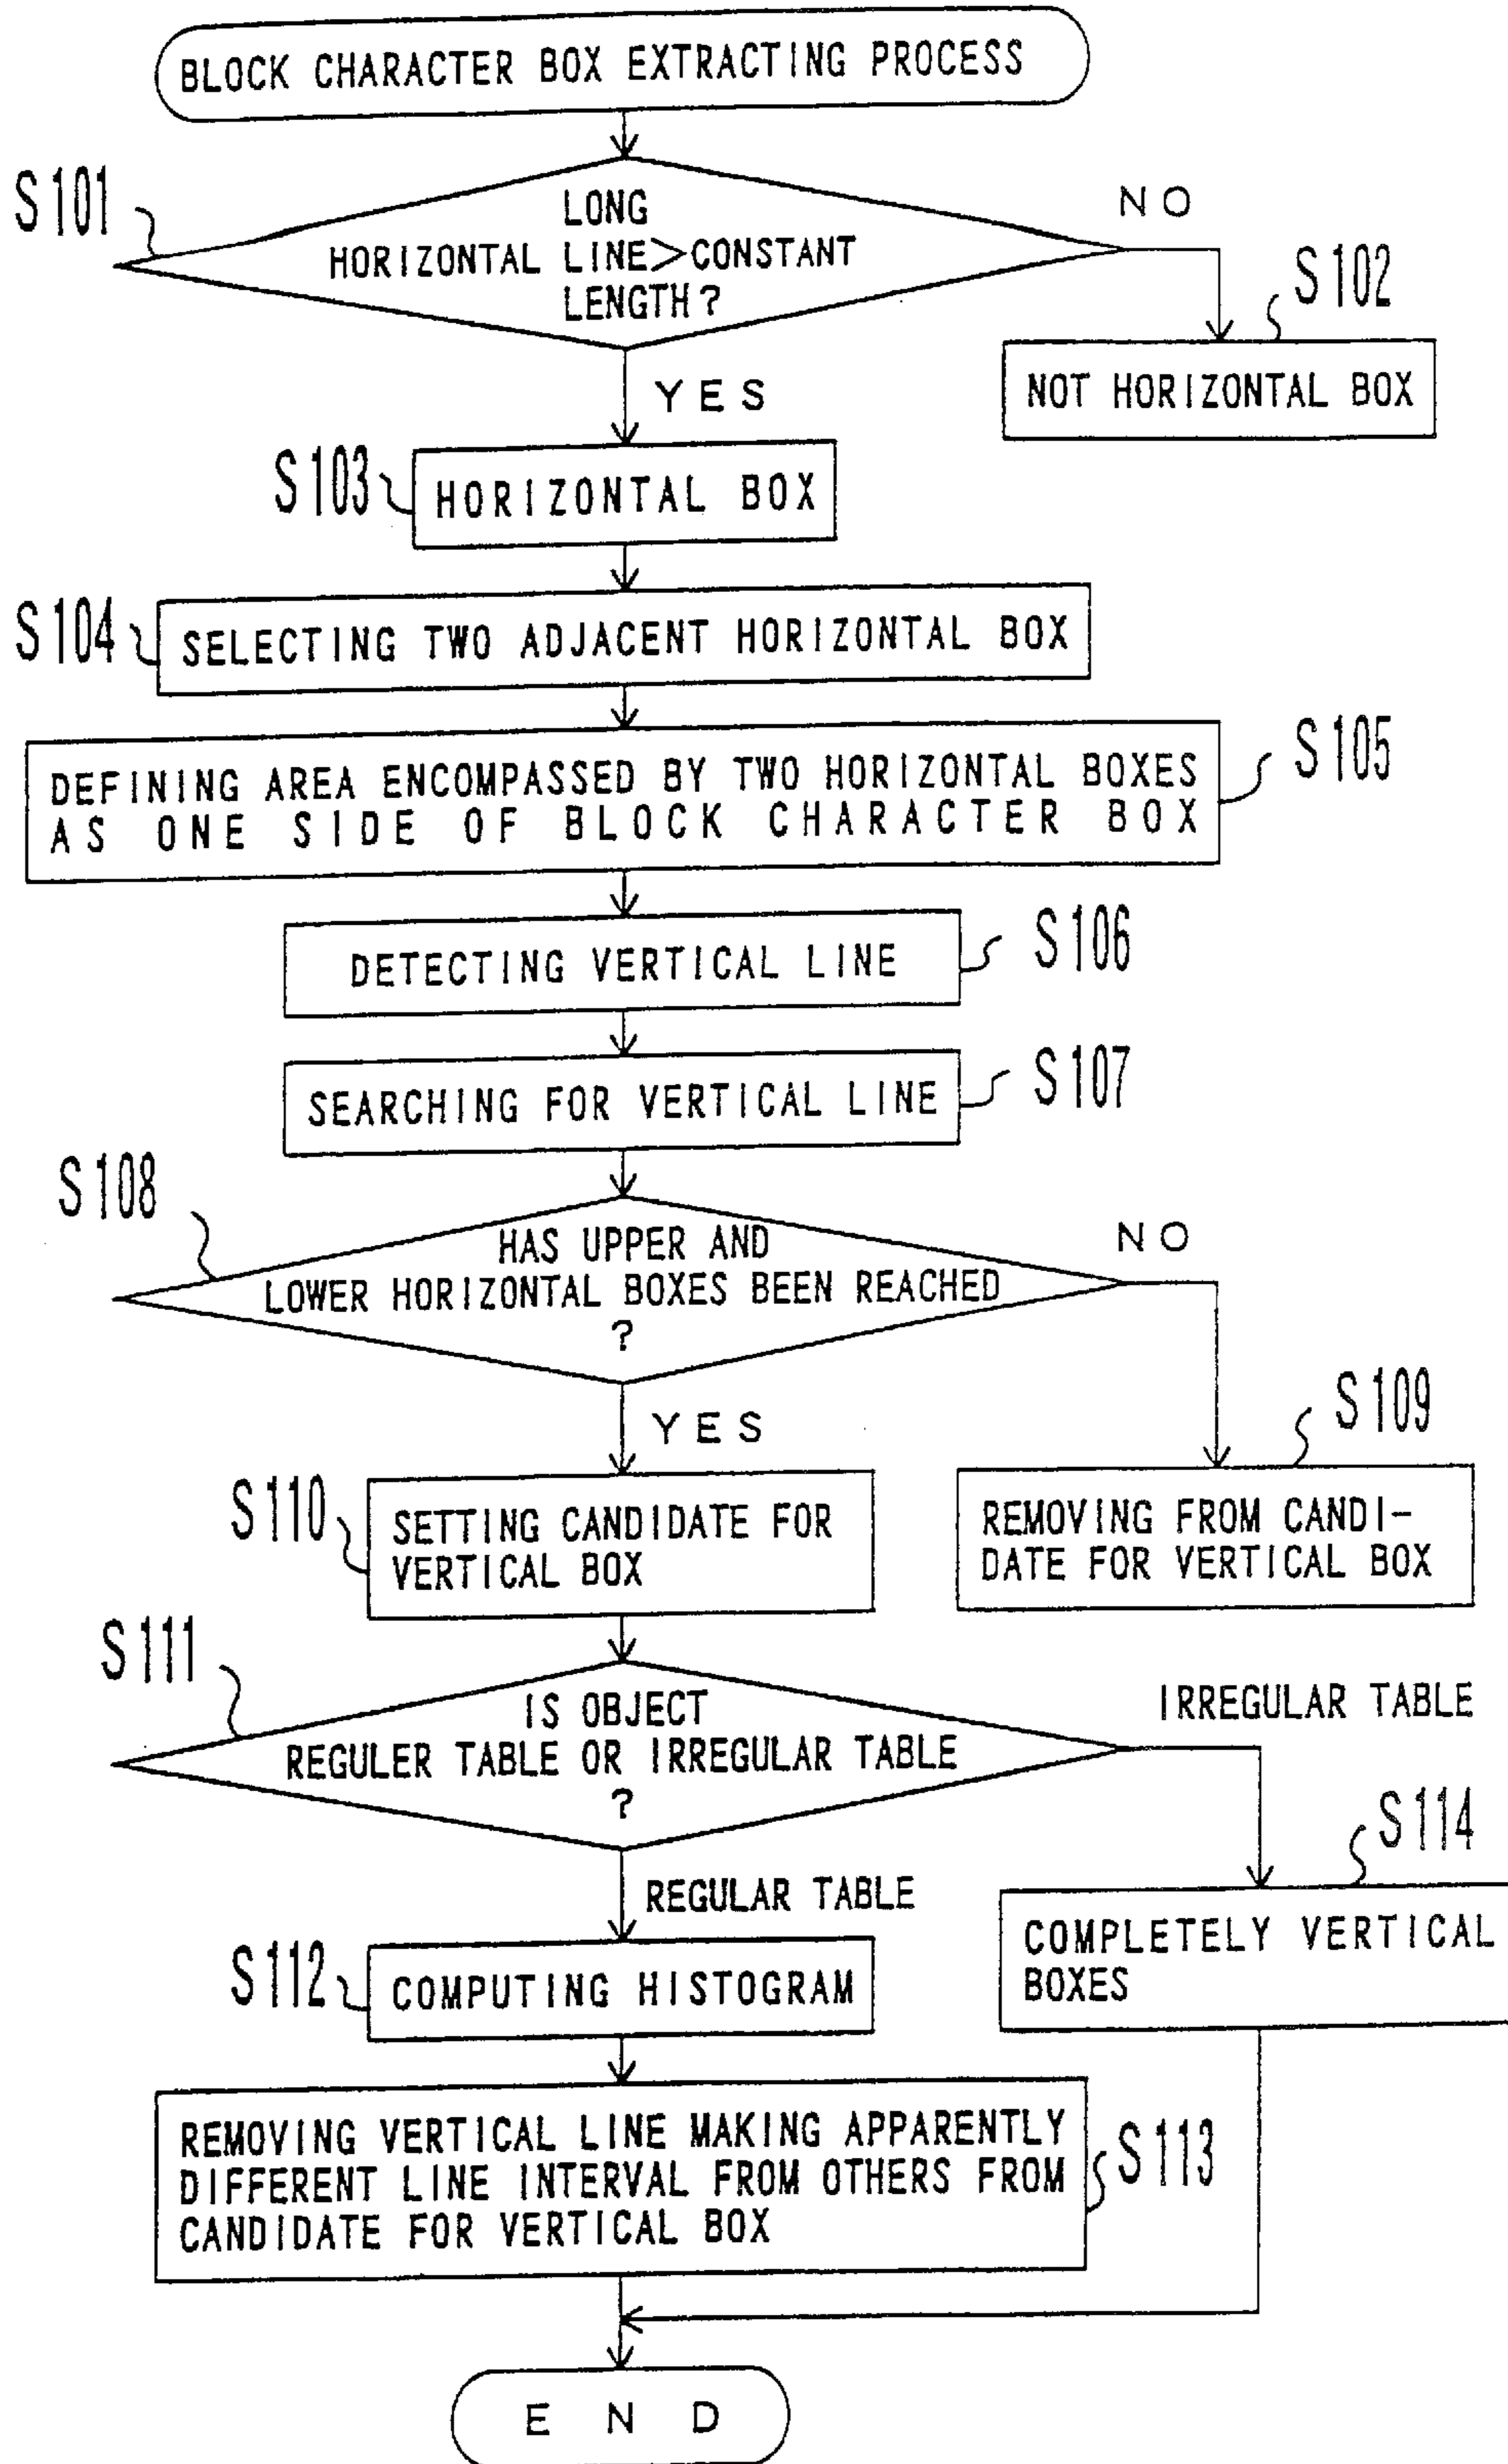 BLOCK CHARACTER BOX EXTRACTING PROCESS
S101
LONG
HORIZONTAL LINE>CONSTANT
LENGTH?
NO
S102
NOT HORIZONTAL BOX
YES
S103
HORIZONTAL BOX
S104
SELECTING TWO ADJACENT HORIZONTAL BOX
S105
DEFINING AREA ENCOMPASSED BY TWO HORIZONTAL BOXES
AS ONE SIDE OF BLOCK CHARACTER BOX
S106
DETECTING VERTICAL LINE
S107
SEARCHING FOR VERTICAL LINE
S108
HAS UPPER AND
LOWER HORIZONTAL BOXES BEEN REACHED
?
NO
S109
REMOVING FROM CANDI-
DATE FOR VERTICAL BOX
YES
S110
SETTING CANDIDATE FOR
VERTICAL BOX
S111
IS OBJECT
REGULER TABLE OR IRREGULAR TABLE
?
IRREGULAR TABLE
S114
COMPLETELY VERTICAL
BOXES
REGULAR TABLE
S112
COMPUTING HISTOGRAM
S113
REMOVING VERTICAL LINE MAKING APPARENTLY
DIFFERENT LINE INTERVAL FROM OTHERS FROM
CANDIDATE FOR VERTICAL BOX
END